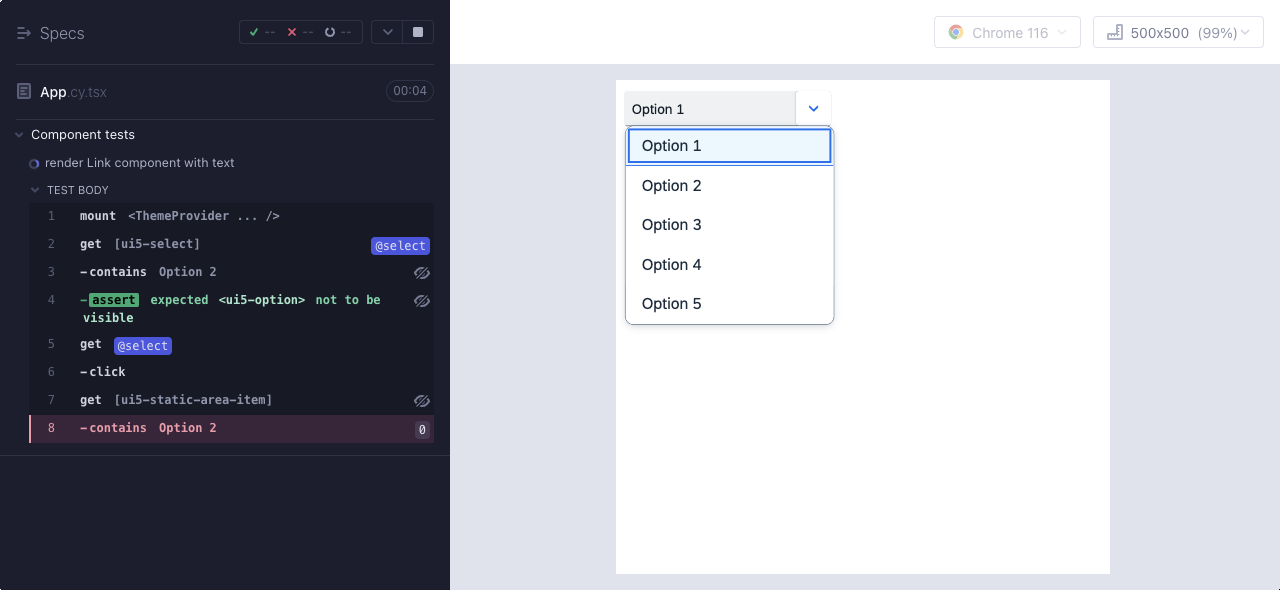 Specs
-- -- --
App.cy.tsx 00:04
Component tests
render Link component with text
TEST BODY
1 mount <ThemeProvider ... />
2 get [ui5-select] @select
3 -contains Option 2
4 -assert expected <ui5-option> not to be
visible
5 get @select
6 -click
7 get [ui5-static-area-item]
8 -contains Option 2 0
Chrome 116
500x500 (99%)
Option 1
Option 1
Option 2
Option 3
Option 4
Option 5